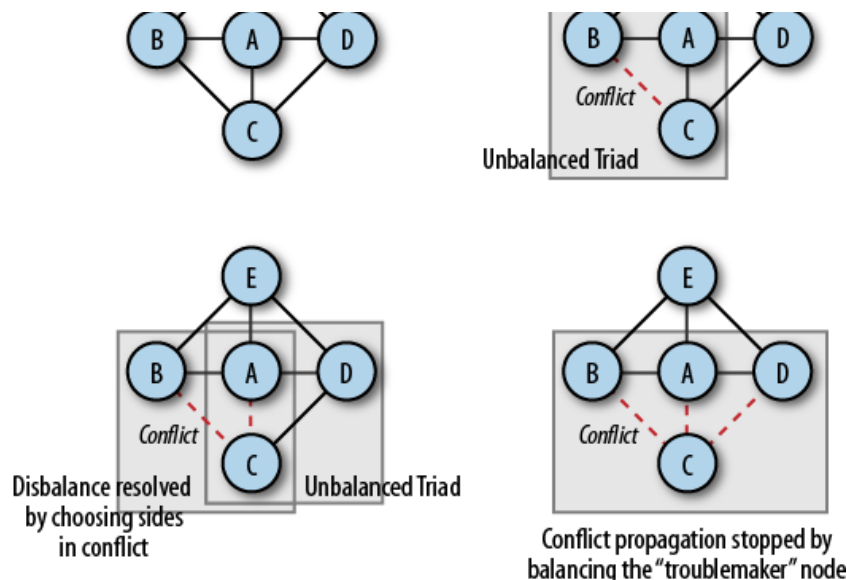 B A D
C
B A D
Conflict
C
Unbalanced Triad
E
B A D
Conflict
C
Disbalance resolved
by choosing sides
in conflict
Unbalanced Triad
E
B A D
Conflict
C
Conflict propagation stopped by
balancing the “troublemaker” node